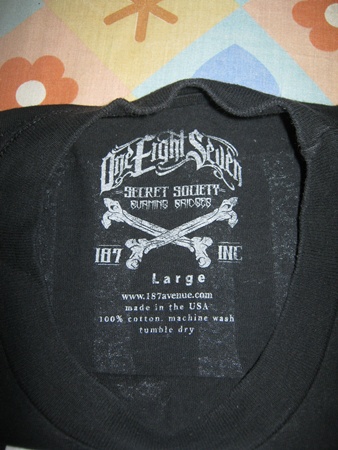 One Eight Seven
SECRET SOCIETY
BURNING BRIDGES
187 INC
Large
www.187avenue.com
made in the USA
100% cotton. machine wash
tumble dry